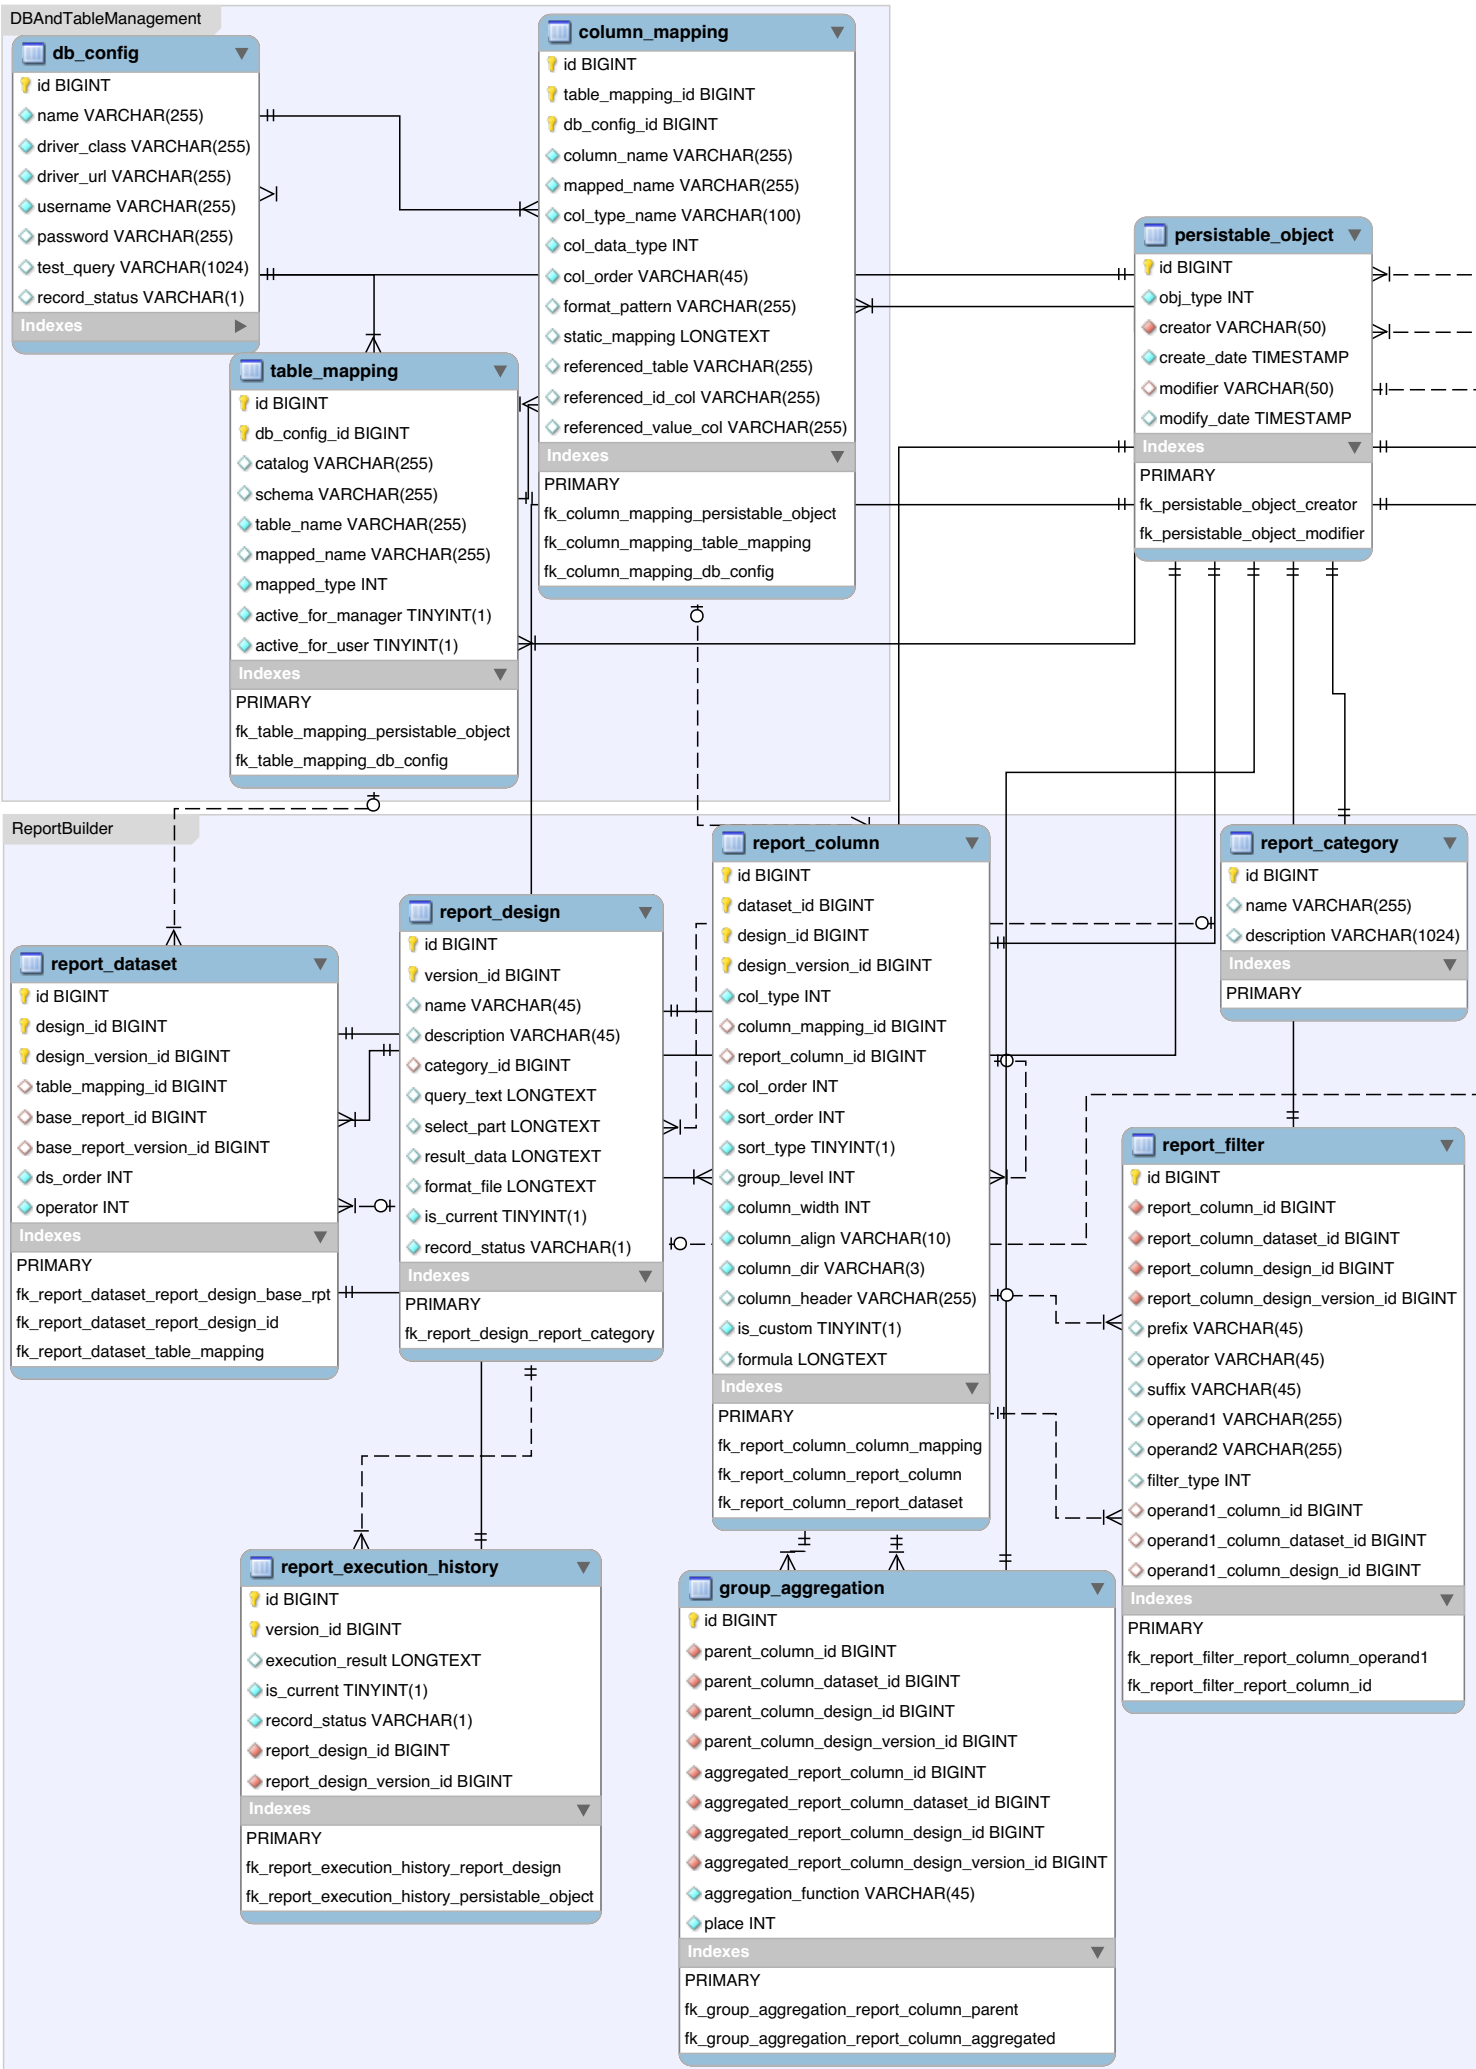 DBAndTableManagement
db_config
id BIGINT
name VARCHAR(255)
driver_class VARCHAR(255)
driver_url VARCHAR(255)
username VARCHAR(255)
password VARCHAR(255)
test_query VARCHAR(1024)
record_status VARCHAR(1)
Indexes
column_mapping
id BIGINT
table_mapping_id BIGINT
db_config_id BIGINT
column_name VARCHAR(255)
mapped_name VARCHAR(255)
col_type_name VARCHAR(100)
col_data_type INT
col_order VARCHAR(45)
format_pattern VARCHAR(255)
static_mapping LONGTEXT
referenced_table VARCHAR(255)
referenced_id_col VARCHAR(255)
referenced_value_col VARCHAR(255)
Indexes
PRIMARY
fk_column_mapping_persistable_object
fk_column_mapping_table_mapping
fk_column_mapping_db_config
persistable_object
id BIGINT
obj_type INT
creator VARCHAR(50)
create_date TIMESTAMP
modifier VARCHAR(50)
modify_date TIMESTAMP
Indexes
PRIMARY
fk_persistable_object_creator
fk_persistable_object_modifier
table_mapping
id BIGINT
db_config_id BIGINT
catalog VARCHAR(255)
schema VARCHAR(255)
table_name VARCHAR(255)
mapped_name VARCHAR(255)
mapped_type INT
active_for_manager TINYINT(1)
active_for_user TINYINT(1)
Indexes
PRIMARY
fk_table_mapping_persistable_object
fk_table_mapping_db_config
ReportBuilder
report_dataset
id BIGINT
design_id BIGINT
design_version_id BIGINT
table_mapping_id BIGINT
base_report_id BIGINT
base_report_version_id BIGINT
ds_order INT
operator INT
Indexes
PRIMARY
fk_report_dataset_report_design_base_rpt
fk_report_dataset_report_design_id
fk_report_dataset_table_mapping
report_design
id BIGINT
version_id BIGINT
name VARCHAR(45)
description VARCHAR(45)
category_id BIGINT
query_text LONGTEXT
select_part LONGTEXT
result_data LONGTEXT
format_file LONGTEXT
is_current TINYINT(1)
record_status VARCHAR(1)
Indexes
PRIMARY
fk_report_design_report_category
report_column
id BIGINT
dataset_id BIGINT
design_id BIGINT
design_version_id BIGINT
col_type INT
column_mapping_id BIGINT
report_column_id BIGINT
col_order INT
sort_order INT
sort_type TINYINT(1)
group_level INT
column_width INT
column_align VARCHAR(10)
column_dir VARCHAR(3)
column_header VARCHAR(255)
is_custom TINYINT(1)
formula LONGTEXT
Indexes
PRIMARY
fk_report_column_column_mapping
fk_report_column_report_column
fk_report_column_report_dataset
report_category
id BIGINT
name VARCHAR(255)
description VARCHAR(1024)
Indexes
PRIMARY
report_filter
id BIGINT
report_column_id BIGINT
report_column_dataset_id BIGINT
report_column_design_id BIGINT
report_column_design_version_id BIGINT
prefix VARCHAR(45)
operator VARCHAR(45)
suffix VARCHAR(45)
operand1 VARCHAR(255)
operand2 VARCHAR(255)
filter_type INT
operand1_column_id BIGINT
operand1_column_dataset_id BIGINT
operand1_column_design_id BIGINT
Indexes
PRIMARY
fk_report_filter_report_column_operand1
fk_report_filter_report_column_id
report_execution_history
id BIGINT
version_id BIGINT
execution_result LONGTEXT
is_current TINYINT(1)
record_status VARCHAR(1)
report_design_id BIGINT
report_design_version_id BIGINT
Indexes
PRIMARY
fk_report_execution_history_report_design
fk_report_execution_history_persistable_object
group_aggregation
id BIGINT
parent_column_id BIGINT
parent_column_dataset_id BIGINT
parent_column_design_id BIGINT
parent_column_design_version_id BIGINT
aggregated_report_column_id BIGINT
aggregated_report_column_dataset_id BIGINT
aggregated_report_column_design_id BIGINT
aggregated_report_column_design_version_id BIGINT
aggregation_function VARCHAR(45)
place INT
Indexes
PRIMARY
fk_group_aggregation_report_column_parent
fk_group_aggregation_report_column_aggregated